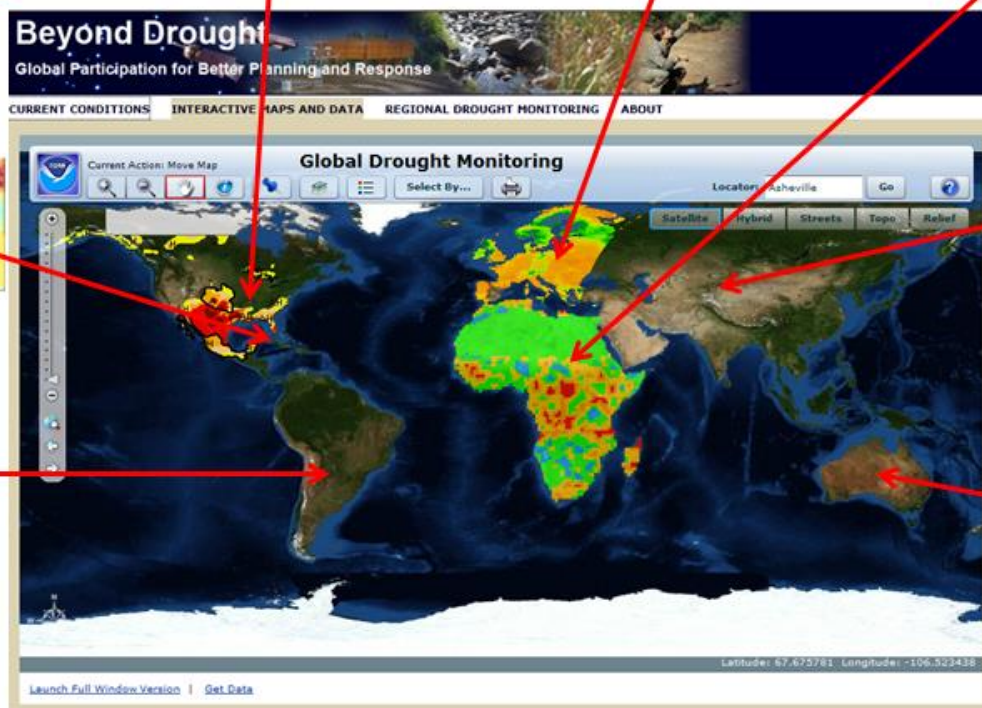 Beyond Drought
Global Participation for Better Planning and Response
CURRENT CONDITIONS INTERACTIVE MAPS AND DATA REGIONAL DROUGHT MONITORING ABOUT
Current Action: Move Map
Global Drought Monitoring
Select By...
Locator: Asheville Go
Satellite Hybrid Streets Topo Relief
Latitude: 67.675781 Longitude: -106.523438
Launch Full Window Version | Get Data